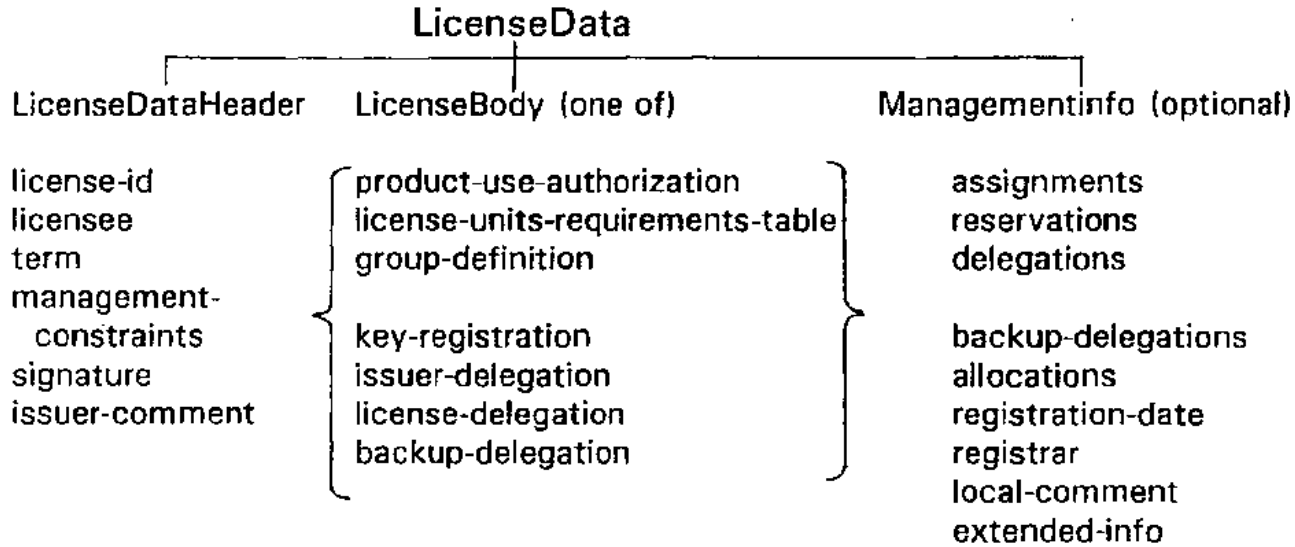 LicenseData
LicenseDataHeader
license-id
licensee
term
management-
constraints
signature
issuer-comment
LicenseBody (one of)
product-use-authorization
license-units-requirements-table
group-definition
key-registration
issuer-delegation
license-delegation
backup-delegation
Managementinfo (optional)
assignments
reservations
delegations
backup-delegations
allocations
registration-date
registrar
local-comment
extended-info